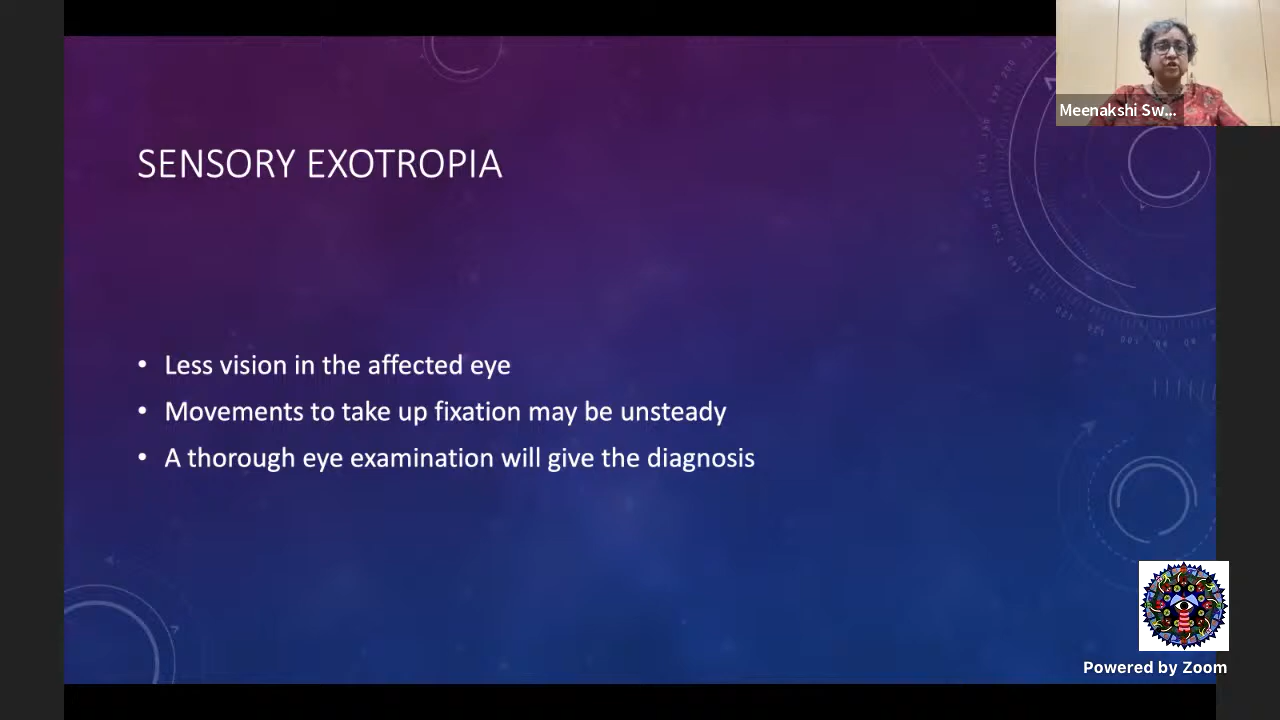 Meenakshi Sw...
SENSORY EXOTROPIA
• Less vision in the affected eye
• Movements to take up fixation may be unsteady
• A thorough eye examination will give the diagnosis
Powered by Zoom